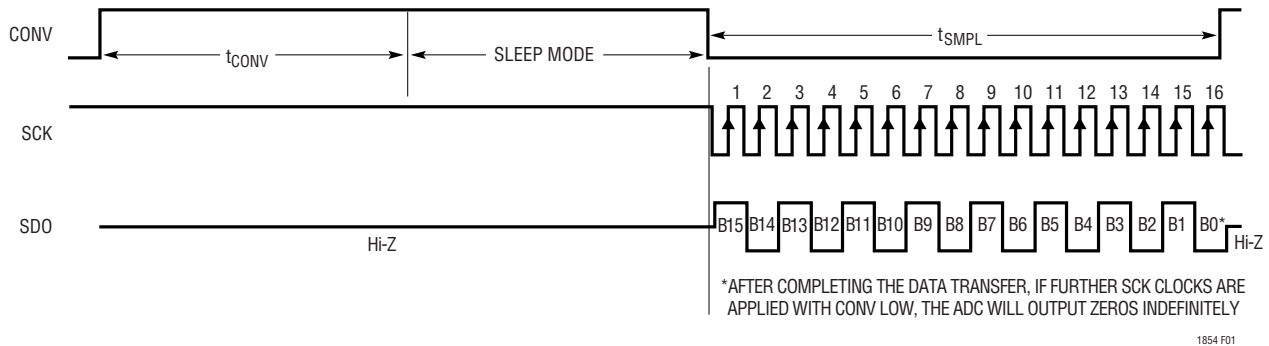 CONV
tCONV
SLEEP MODE
tSMPL
1 2 3 4 5 6 7 8 9 10 11 12 13 14 15 16
SCK
SDO
Hi-Z
B15 B14 B13 B12 B11 B10 B9 B8 B7 B6 B5 B4 B3 B2 B1 B0*
Hi-Z
*AFTER COMPLETING THE DATA TRANSFER, IF FURTHER SCK CLOCKS ARE
APPLIED WITH CONV LOW, THE ADC WILL OUTPUT ZEROS INDEFINITELY
1854 F01